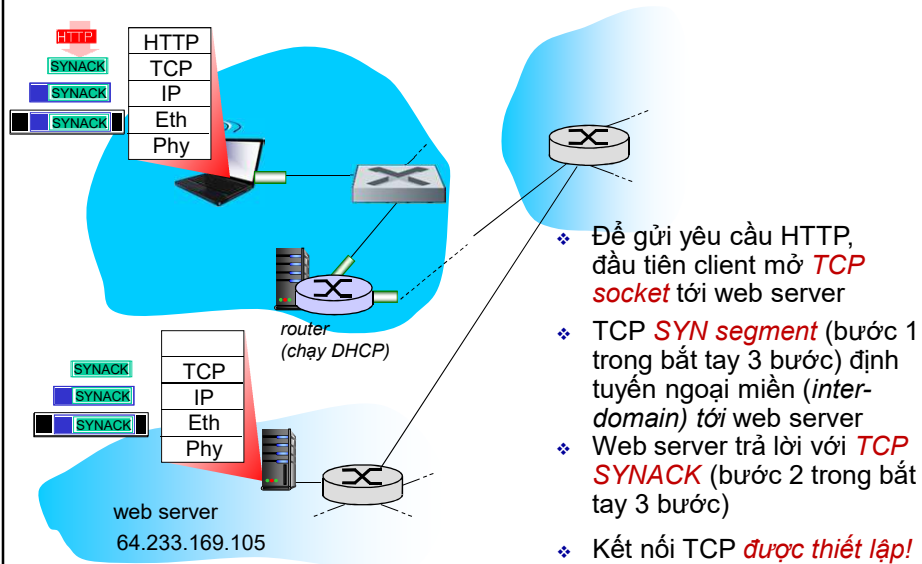 HTTP
SYNACK
SYNACK
SYNACK
HTTP
TCP
IP
Eth
Phy
router
(chạy DHCP)
SYNACK
SYNACK
SYNACK
TCP
IP
Eth
Phy
web server
64.233.169.105
❖ Để gửi yêu cầu HTTP,
đầu tiên client mở TCP
socket tới web server
❖ TCP SYN segment (bước 1
trong bắt tay 3 bước) định
tuyến ngoại miền (inter-
domain) tới web server
❖ Web server trả lời với TCP
SYNACK (bước 2 trong bắt
tay 3 bước)
❖ Kết nối TCP được thiết lập!